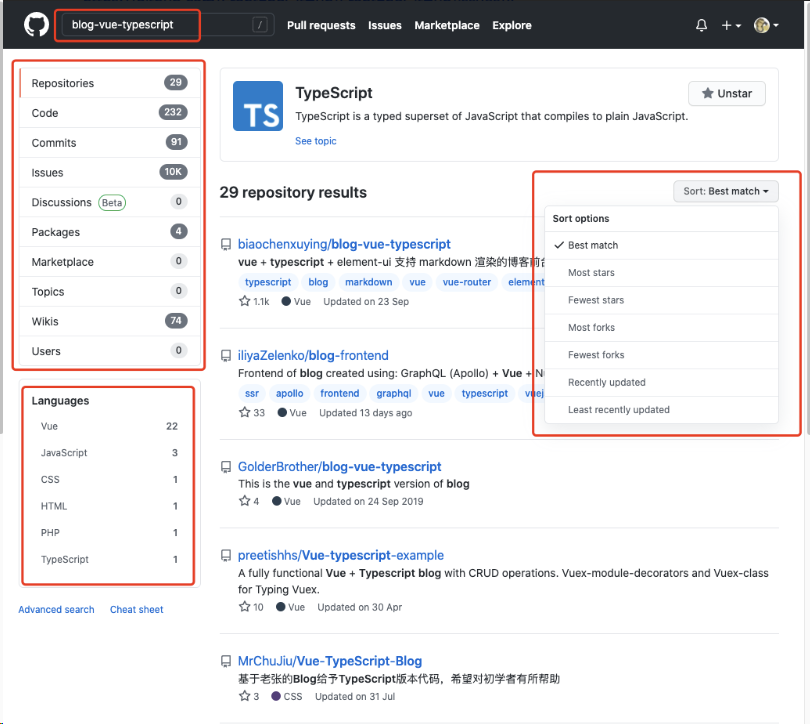 blog-vue-typescript
/
Pull requests Issues Marketplace Explore
Repositories 29
Code 232
Commits 91
Issues 10K
Discussions Beta 0
Packages 4
Marketplace 0
Topics 0
Wikis 74
Users 0
Languages
Vue 22
JavaScript 3
CSS 1
HTML 1
PHP 1
TypeScript 1
Advanced search Cheat sheet
TS
TypeScript
Unstar
TypeScript is a typed superset of JavaScript that compiles to plain JavaScript.
See topic
29 repository results
Sort: Best match
Sort options
Best match
Most stars
Fewest stars
Most forks
Fewest forks
Recently updated
Least recently updated
biaochenxuying/blog-vue-typescript
vue + typescript + element-ui 支持 markdown 渲染的博客前台
typescript blog markdown vue vue-router element
1.1k Vue Updated on 23 Sep
iliyaZelenko/blog-frontend
Frontend of blog created using: GraphQL (Apollo) + Vue +
ssr apollo frontend graphql vue typescript vuej
33 Vue Updated 13 days ago
GolderBrother/blog-vue-typescript
This is the vue and typescript version of blog
4 Vue Updated on 24 Sep 2019
preetishhs/Vue-typescript-example
A fully functional Vue + Typescript blog with CRUD operations. Vuex-module-decorators and Vuex-class
for Typing Vuex.
10 Vue Updated on 30 Apr
MrChuJiu/Vue-TypeScript-Blog
基于老张的Blog给予TypeScript版本代码，希望对初学者有所帮助
3 CSS Updated on 31 Jul